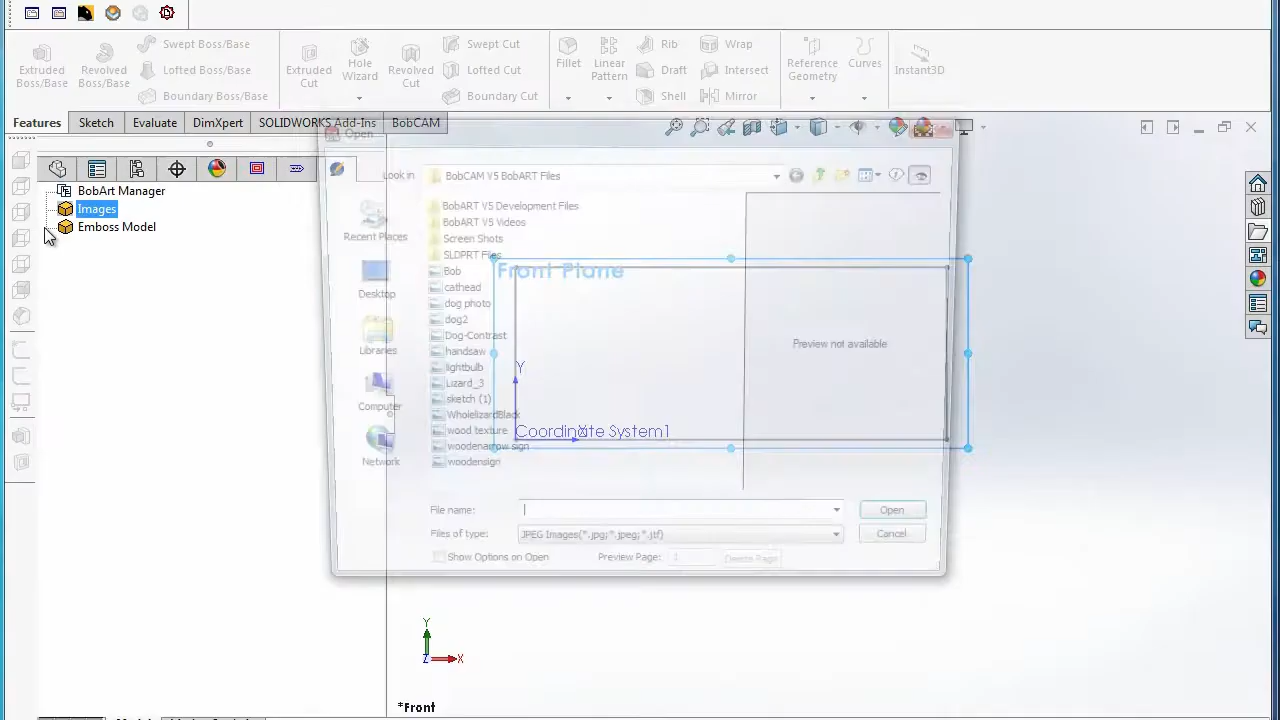 Extruded Boss/Base
Revolved Boss/Base
Swept Boss/Base
Lofted Boss/Base
Boundary Boss/Base
Extruded Cut
Hole Wizard
Revolved Cut
Swept Cut
Lofted Cut
Boundary Cut
Fillet
Linear Pattern
Rib
Draft
Shell
Wrap
Intersect
Mirror
Reference Geometry
Curves
Instant3D
Features
Sketch
Evaluate
DimXpert
SOLIDWORKS Add-Ins
BobCAM
Open
BobArt Manager
Images
Emboss Model
Look in
BobCAM V5 BobART Files
Recent Places
Desktop
Libraries
Computer
Network
BobART V5 Development Files
BobART V5 Videos
Screen Shots
SLDPRT Files
Bob
cathead
dog photo
dog2
Dog-Contrast
handsaw
lightbulb
Lizard_3
sketch (1)
WholelizardBlack
wood texture
woodenarrow sign
woodensign
Front Plane
Preview not available
Y
Coordinate System1
X
File name:
Open
Files of type:
JPEG Images(*.jpg;*.jpeg;*.jtf)
Cancel
Show Options on Open
Preview Page:
1
Delete Page
Y
Z
X
*Front